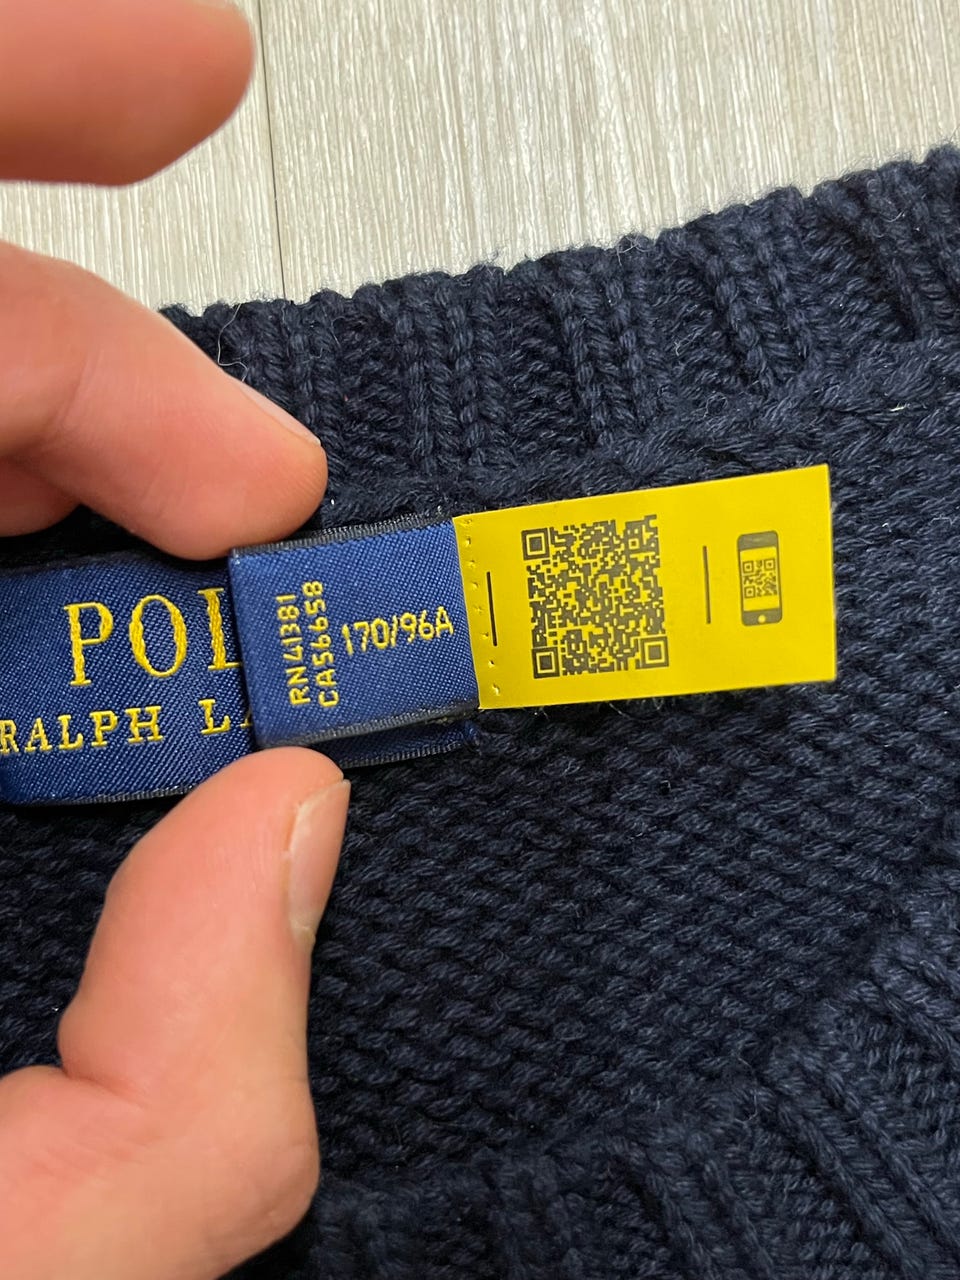 POL
RALPH L
RN41381
CA56658
170/96A